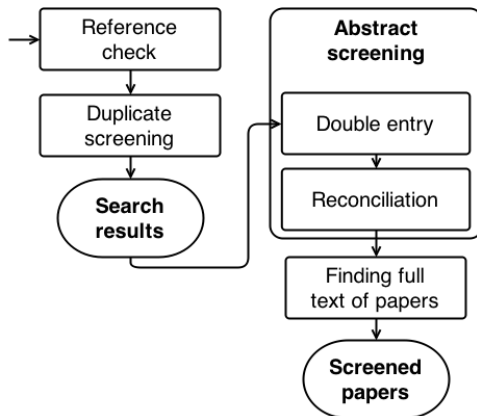 Reference
check
Duplicate
screening
Search
results
Abstract
screening
Double entry
Reconciliation
Finding full
text of papers
Screened
papers